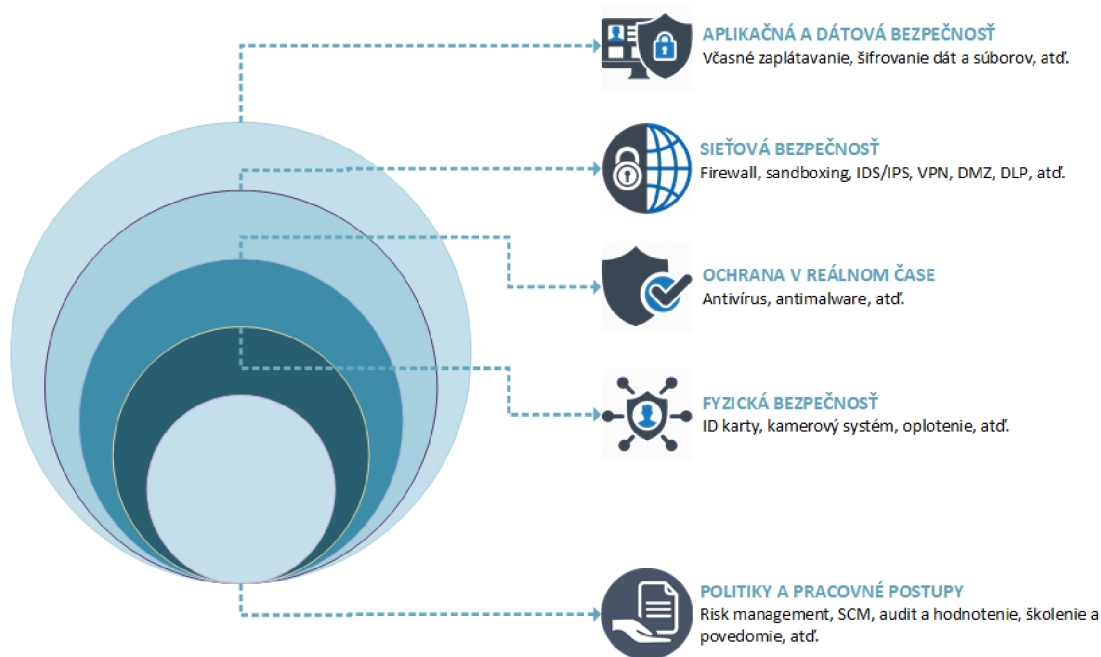 APLIKAČNÁ A DÁTOVÁ BEZPEČNOSŤ
Včasné zaplátavanie, šifrovanie dát a súborov, atď.
SIEŤOVÁ BEZPEČNOSŤ
Firewall, sandboxing, IDS/IPS, VPN, DMZ, DLP, atď.
OCHRANA V REÁLNOM ČASE
Antivírus, antimalware, atď.
FYZICKÁ BEZPEČNOSŤ
ID karty, kamerový systém, oplotenie, atď.
POLITIKY A PRACOVNÉ POSTUPY
Risk management, SCM, audit a hodnotenie, školenie a
povedomie, atď.